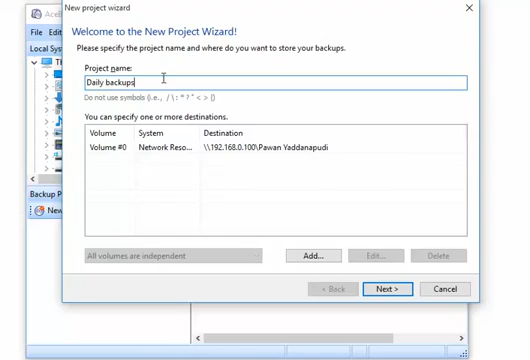 New project wizard
AceB
File
Welcome to the New Project Wizard!
Please specify the project name and where do you want to store your backups.
Local Syste
Project name:
Daily backups
Do not use symbols (i.e., / \ : * " ? " < > |)
You can specify one or more destinations.
Volume System Destination
Volume #0 Network Reso... \\192.168.0.100\Pawan Yaddanapudi
Backup P
New
All volumes are independent
Add... Edit... Delete
< Back Next > Cancel